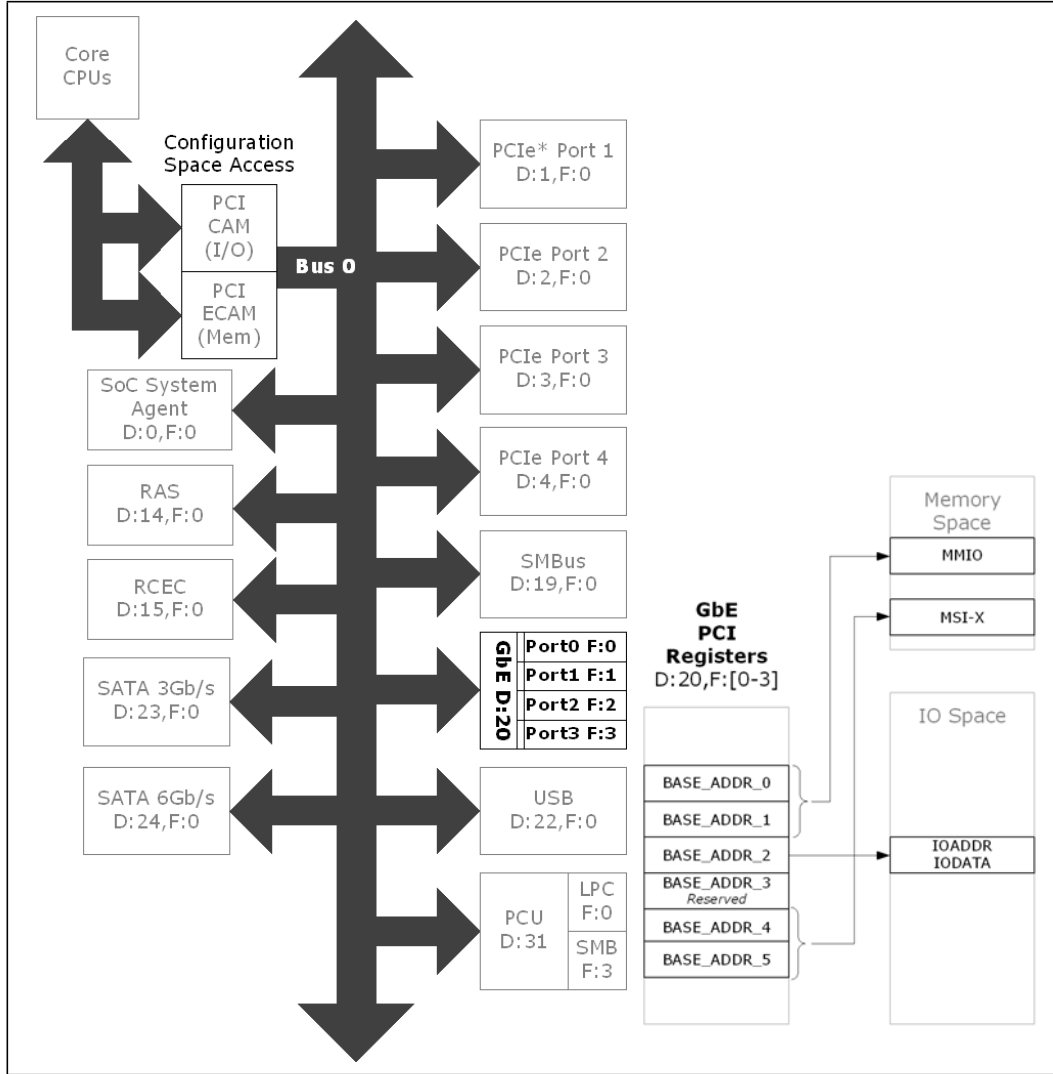 Core
CPUs
Configuration
Space Access
PCI
CAM
(I/O)
PCI
ECAM
(Mem)
Bus 0
SoC System
Agent
D:0,F:0
RAS
D:14,F:0
RCEC
D:15,F:0
SATA 3Gb/s
D:23,F:0
SATA 6Gb/s
D:24,F:0
PCIe* Port 1
D:1,F:0
PCIe Port 2
D:2,F:0
PCIe Port 3
D:3,F:0
PCIe Port 4
D:4,F:0
SMBus
D:19,F:0
GbE D:20
Port0 F:0
Port1 F:1
Port2 F:2
Port3 F:3
USB
D:22,F:0
PCU
D:31
LPC
F:0
SMB
F:3
GbE
PCI
Registers
D:20,F:[0-3]
BASE_ADDR_0
BASE_ADDR_1
BASE_ADDR_2
BASE_ADDR_3
Reserved
BASE_ADDR_4
BASE_ADDR_5
Memory
Space
MMIO
MSI-X
IO Space
IOADDR
IODATA